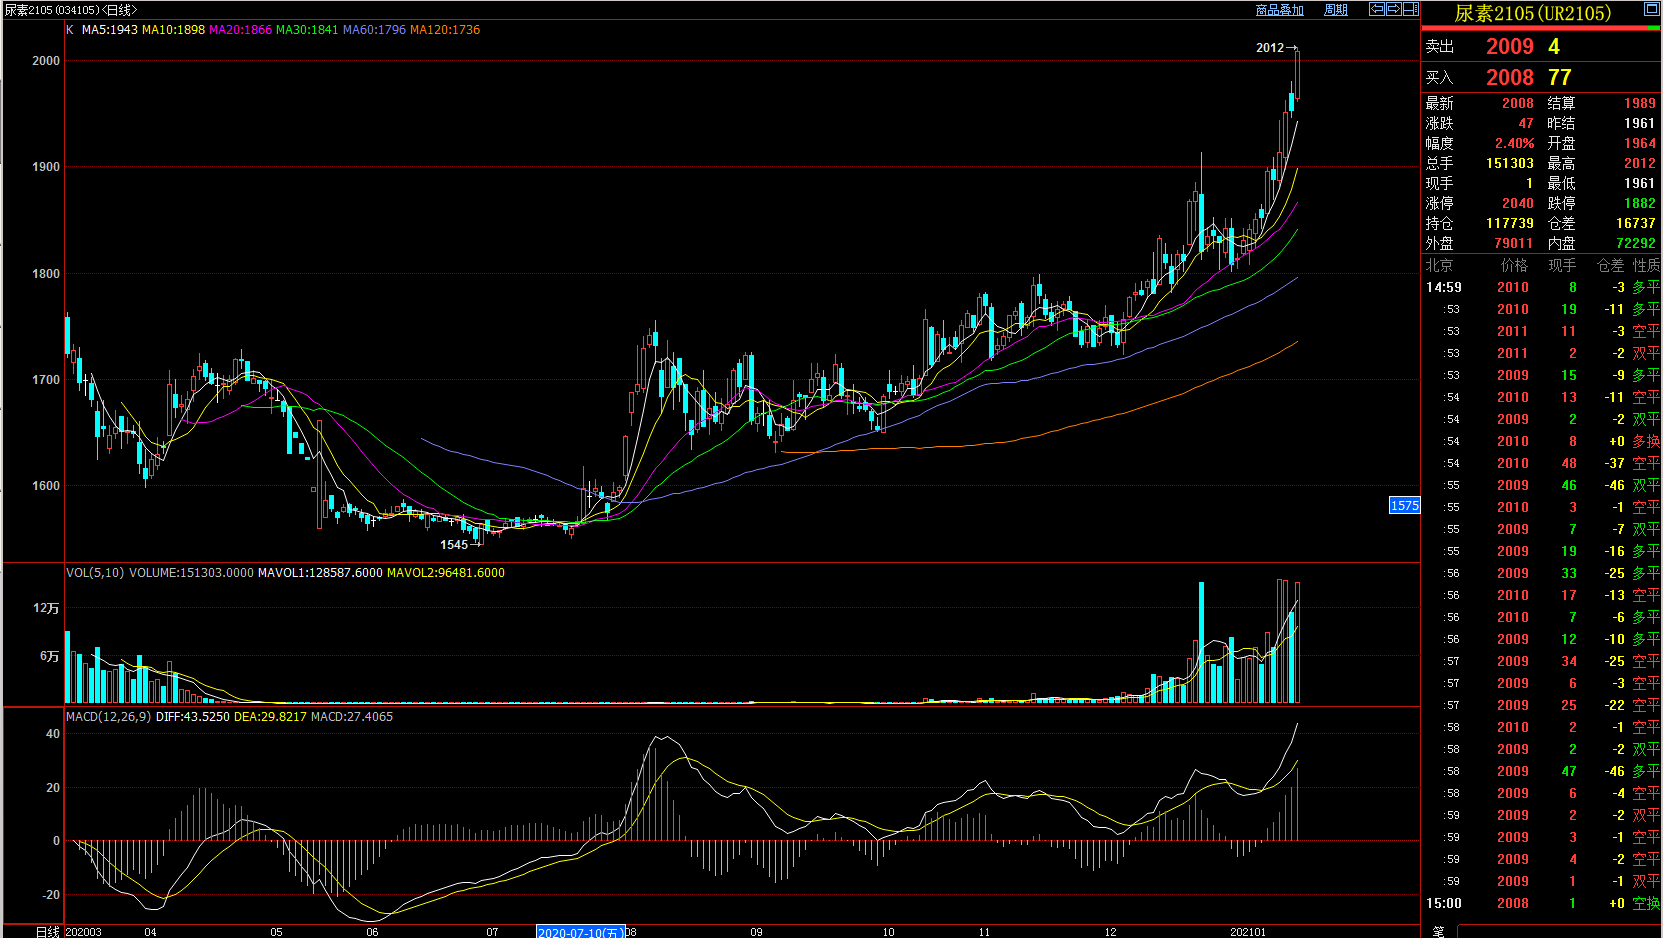 尿素2105(034105)<日线>
商品叠加 周期
K MA5:1943 MA10:1898 MA20:1866 MA30:1841 MA60:1796 MA120:1736
2012
2000
1900
1800
1700
1600
1575
1545
VOL(5,10) VOLUME:151303.0000 MAVOL1:128587.6000 MAVOL2:96481.6000
12万
6万
MACD(12,26,9) DIFF:43.5250 DEA:29.8217 MACD:27.4065
40
20
0
-20
日线 202003 04 05 06 07 2020-07-10(五) 08 09 10 11 12 202101
尿素2105(UR2105)
卖出 2009 4
买入 2008 77
最新 2008 结算 1989
涨跌 47 昨结 1961
幅度 2.40% 开盘 1964
总手 151303 最高 2012
现手 1 最低 1961
涨停 2040 跌停 1882
持仓 117739 仓差 16737
外盘 79011 内盘 72292
北京 价格 现手 仓差 性质
14:59 2010 8 -3 多平
:53 2010 19 -11 多平
:53 2011 11 -3 空平
:53 2011 2 -2 双平
:53 2009 15 -9 多平
:54 2010 13 -11 空平
:54 2009 2 -2 双平
:54 2010 8 +0 多换
:54 2010 48 -37 空平
:55 2009 46 -46 双平
:55 2010 3 -1 空平
:55 2009 7 -7 双平
:55 2009 19 -16 多平
:56 2009 33 -25 多平
:56 2010 17 -13 空平
:56 2010 7 -6 多平
:56 2009 12 -10 多平
:57 2009 34 -25 空平
:57 2009 6 -3 空平
:57 2009 25 -22 空平
:58 2010 2 -1 空平
:58 2009 2 -2 双平
:58 2009 47 -46 多平
:58 2009 6 -4 空平
:59 2009 2 -2 双平
:59 2009 3 -1 空平
:59 2009 4 -2 空平
:59 2009 1 -1 双平
15:00 2008 1 +0 空换
笔